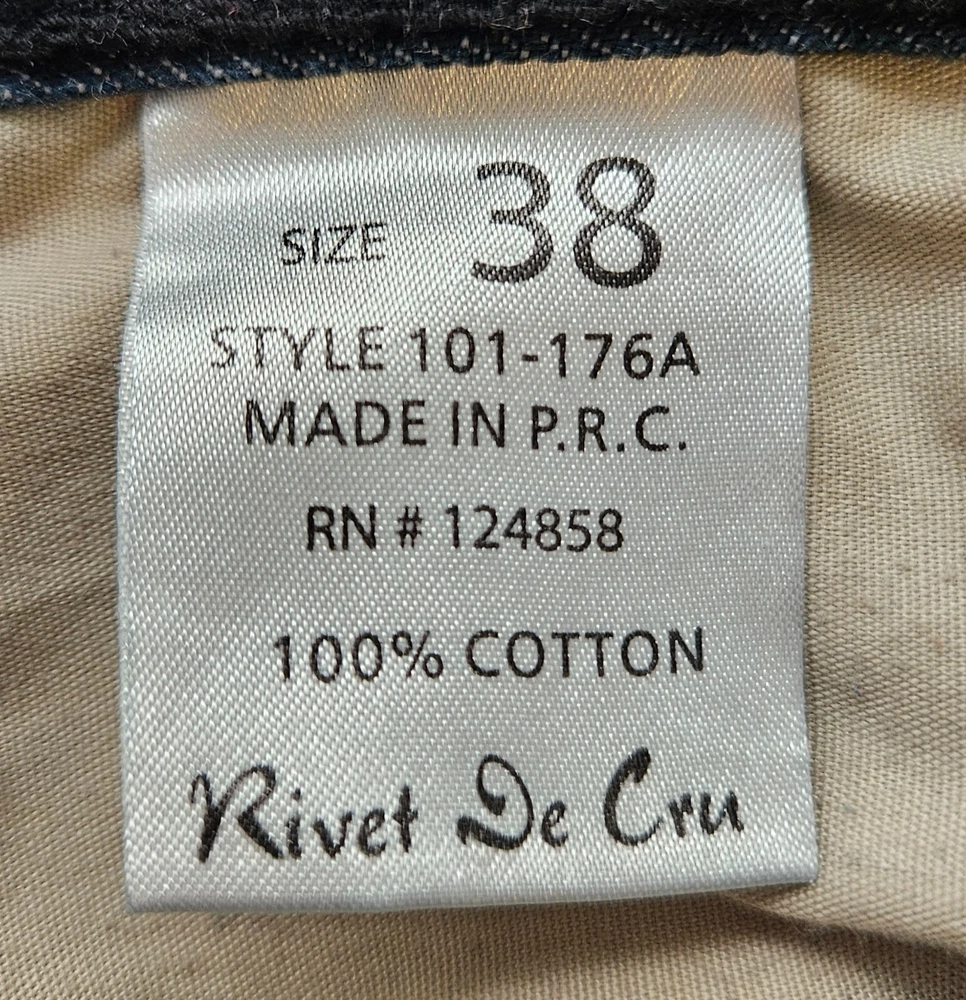 SIZE 38
STYLE 101-176A
MADE IN P.R.C.
RN # 124858
100% COTTON
Rivet De Cru